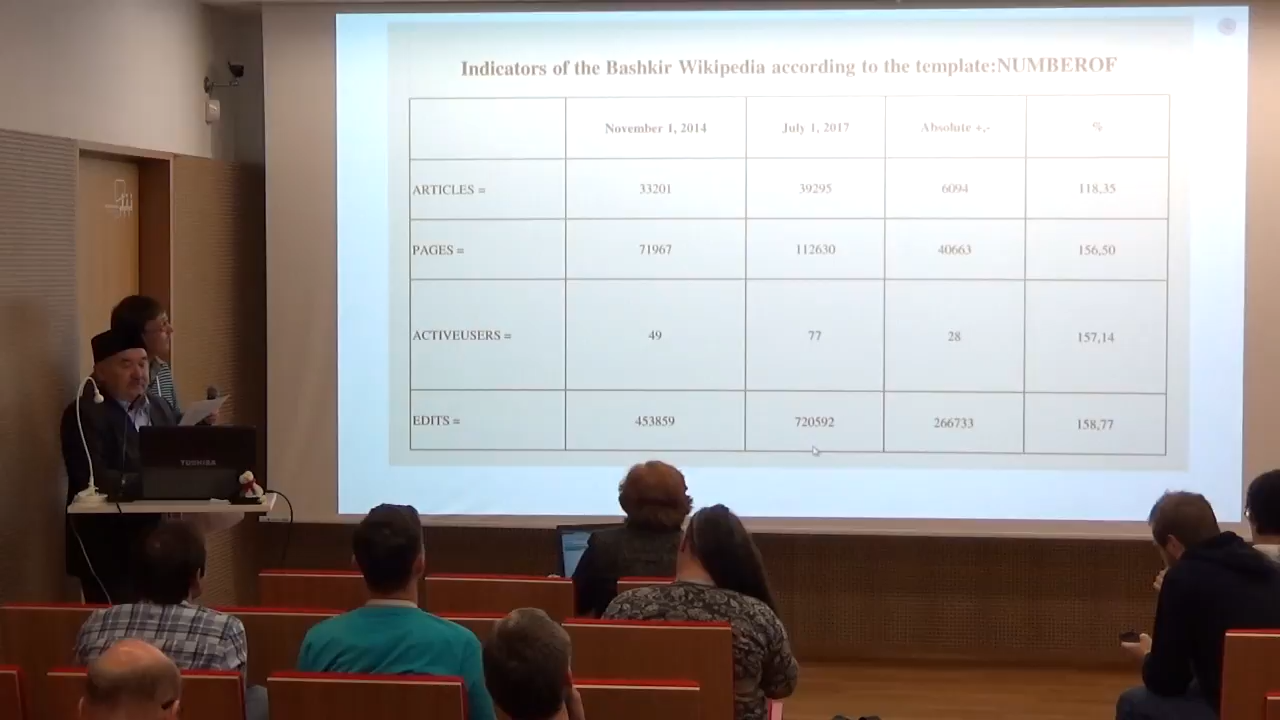 Indicators of the Bashkir Wikipedia according to the template:NUMBEROF
November 1, 2014 July 1, 2017 Absolute +,- %
ARTICLES = 33201 39295 6094 118,35
PAGES = 71967 112630 40663 156,50
ACTIVEUSERS = 49 77 28 157,14
EDITS = 453859 720592 266733 158,77
TOSHIBA